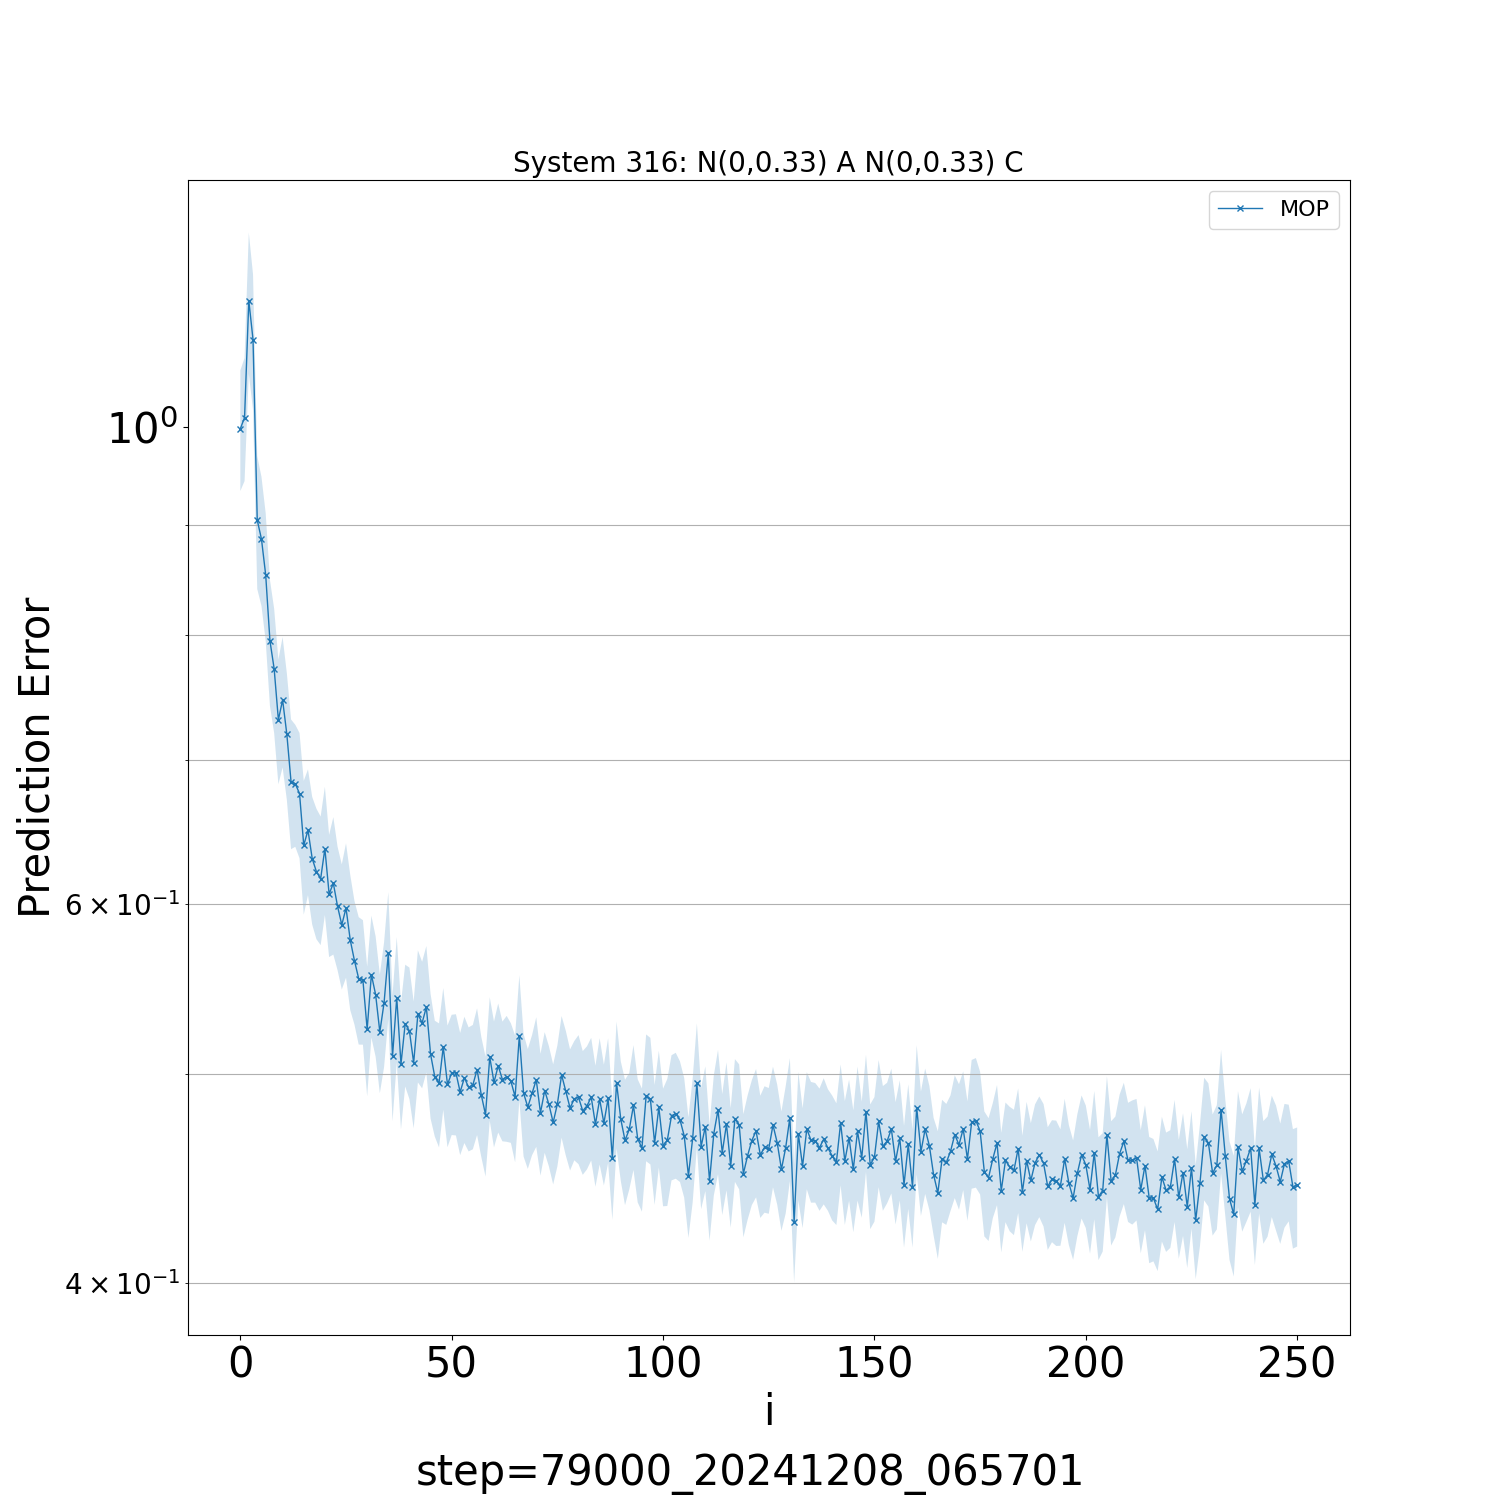 System 316: N(0,0.33) A N(0,0.33) C
MOP
Prediction Error
10⁰
6 × 10⁻¹
4 × 10⁻¹
0 50 100 150 200 250
i
step=79000_20241208_065701